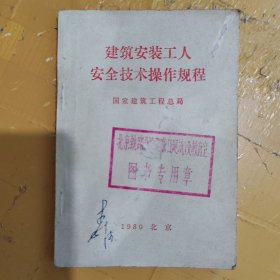 建筑安装工人
安全技术操作规程
国家建筑工程总局
图书专用章
1980 北京